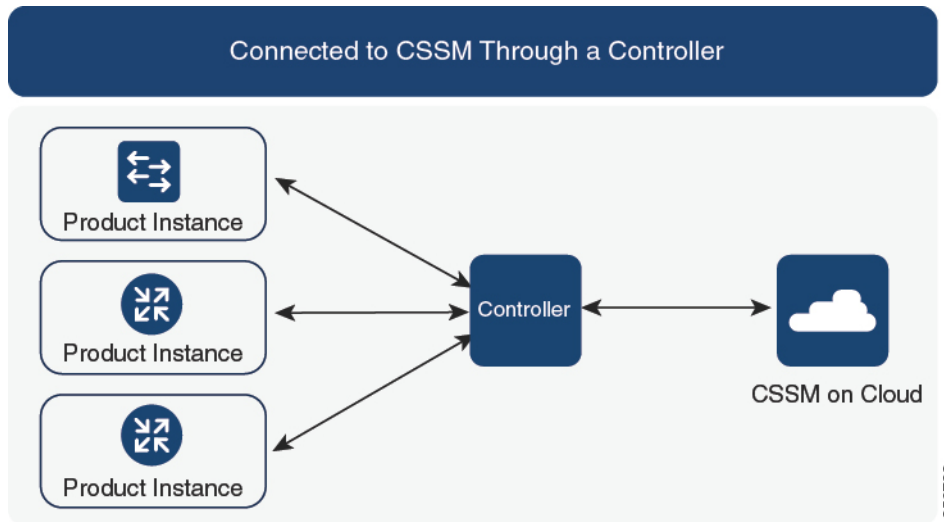 Connected to CSSM Through a Controller
Product Instance
Product Instance
Product Instance
Controller
CSSM on Cloud